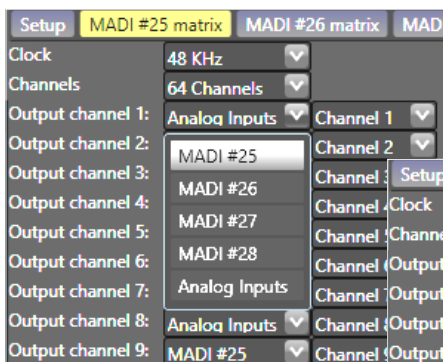 Setup MADI #25 matrix MADI #26 matrix MAD
Clock 48 KHz
Channels 64 Channels
Output channel 1: Analog Inputs Channel 1
Output channel 2: Channel 2
MADI #25
Output channel 3: Channel Setup
MADI #26
Output channel 4: Channel Clock
MADI #27
Output channel 5: Channel Channe
MADI #28
Output channel 6: Channel Output
Analog Inputs
Output channel 7: Channel Output
Output channel 8: Analog Inputs Channel Output
Output channel 9: MADI #25 Channel Output